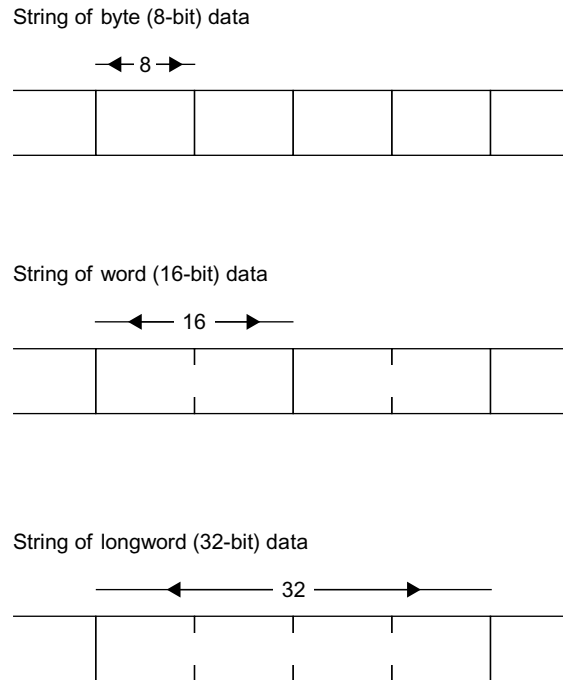 String of byte (8-bit) data
8
String of word (16-bit) data
16
String of longword (32-bit) data
32